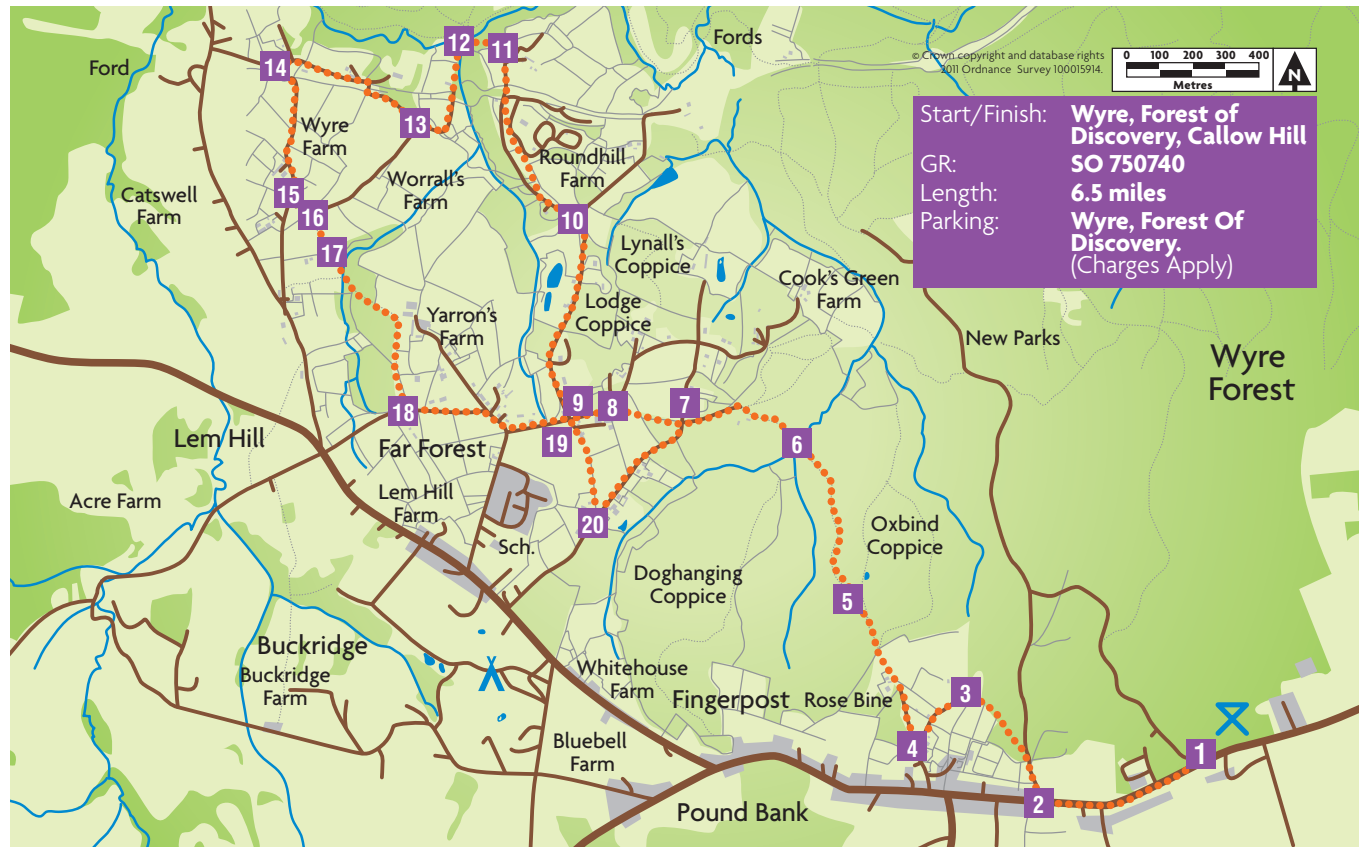 12
11
Fords
© Crown copyright and database rights
2011 Ordnance Survey 100015914.
0 100 200 300 400
Metres
N
Ford
14
13
Wyre
Farm
Start/Finish: Wyre, Forest of
Discovery, Callow Hill
GR: SO 750740
Length: 6.5 miles
Parking: Wyre, Forest Of
Discovery.
(Charges Apply)
Roundhill
Farm
Catswell
Farm
Worrall's
Farm
15
16
10
17
Lynall's
Coppice
Cook's Green
Farm
Lodge
Coppice
Yarron's
Farm
New Parks
Wyre
Forest
18
9
8
7
19
6
Lem Hill
Far Forest
Acre Farm
Lem Hill
Farm
20
Sch.
Oxbind
Coppice
Doghanging
Coppice
5
Buckridge
Buckridge
Farm
Whitehouse
Farm
Fingerpost
Rose Bine
3
4
1
Bluebell
Farm
2
Pound Bank